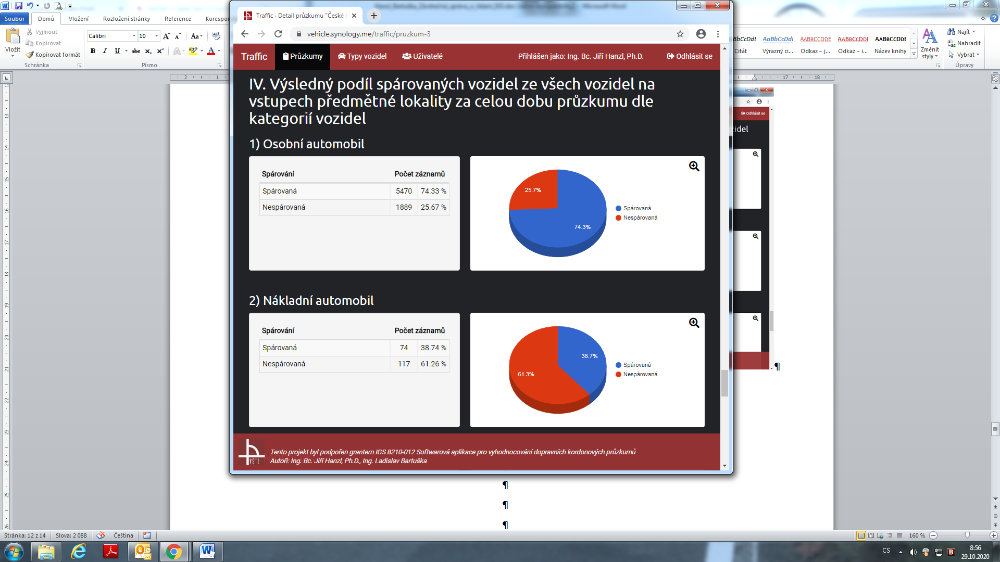 Traffic · Detail průzkumu "České
vehicle.synology.me/traffic/pruzkum-3
Soubor
Domů
Vložení
Rozložení stránky
Reference
Korespon
Vložit
Vyjmout
Kopírovat
Kopírovat formát
Schránka
Calibri
10
Písmo
AaBbCcDdI
AABBCCDDE
AABBCCDDI
AABBCCDDE
Citát
Výrazný ci...
Odkaz – j...
Odkaz – i...
Název knihy
Změnit
styly
Najít
Nahradit
Vybrat
Úpravy
Traffic
Průzkumy
Typy vozidel
Uživatelé
Přihlášen jako: Ing. Bc. Jiří Hanzl, Ph.D.
Odhlásit se
IV. Výsledný podíl spárovaných vozidel ze všech vozidel na
vstupech předmětné lokality za celou dobu průzkumu dle
kategorií vozidel
1) Osobní automobil
Spárování Počet záznamů
Spárovaná 5470 74.33 %
Nespárovaná 1889 25.67 %
25.7%
74.3%
Spárovaná
Nespárovaná
2) Nákladní automobil
Spárování Počet záznamů
Spárovaná 74 38.74 %
Nespárovaná 117 61.26 %
38.7%
61.3%
Spárovaná
Nespárovaná
VŠTE
Tento projekt byl podpořen grantem IGS 8210-012 Softwarová aplikace pro vyhodnocování dopravních kordonových průzkumů
Autoři: Ing. Bc. Jiří Hanzl, Ph.D., Ing. Ladislav Bartuška
Odhlásit se
zidel
Stránka: 12 z 14
Slova: 2 088
Čeština
160 %
CS
8:56
29.10.2020